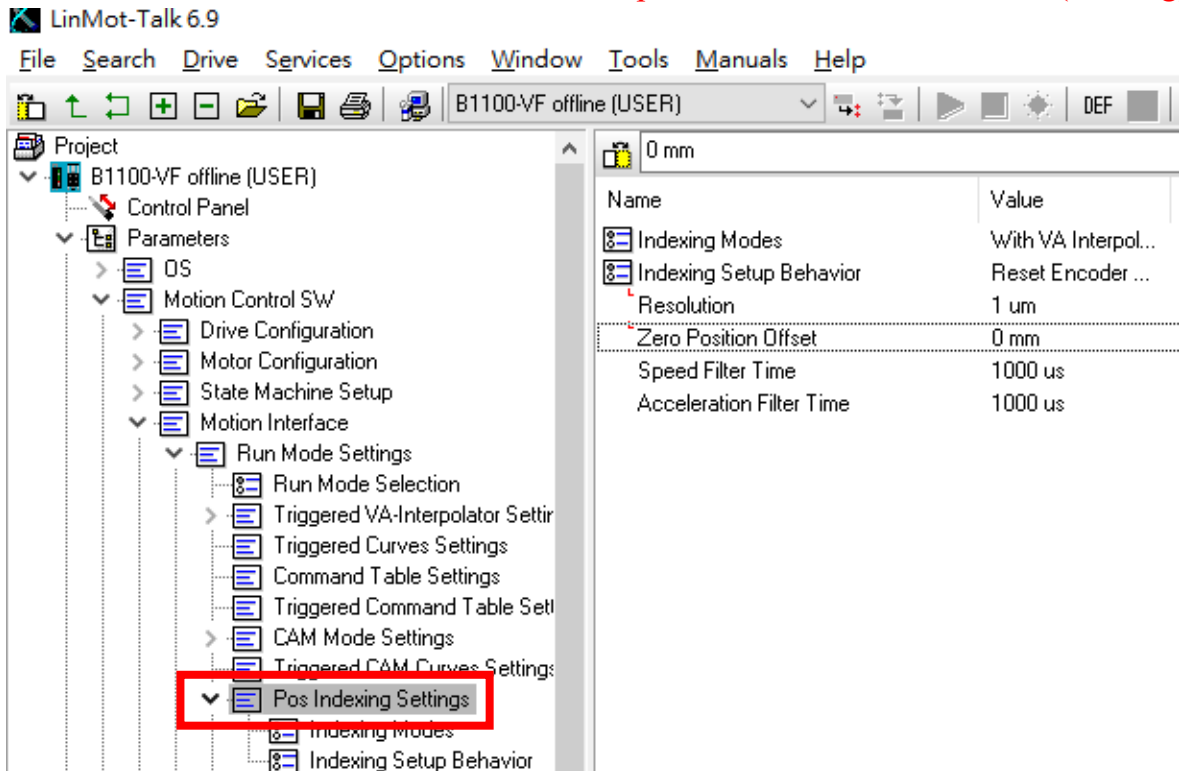 LinMot-Talk 6.9
File Search Drive Services Options Window Tools Manuals Help
B1100-VF offline (USER)
DEF
Project
B1100-VF offline (USER)
Control Panel
Parameters
OS
Motion Control SW
Drive Configuration
Motor Configuration
State Machine Setup
Motion Interface
Run Mode Settings
Run Mode Selection
Triggered VA-Interpolator Settin
Triggered Curves Settings
Command Table Settings
Triggered Command Table Sett
CAM Mode Settings
Triggered CAM Curves Settings
Pos Indexing Settings
Indexing Modes
Indexing Setup Behavior
0 mm
Name Value
Indexing Modes With VA Interpol...
Indexing Setup Behavior Reset Encoder ...
Resolution 1 um
Zero Position Offset 0 mm
Speed Filter Time 1000 us
Acceleration Filter Time 1000 us